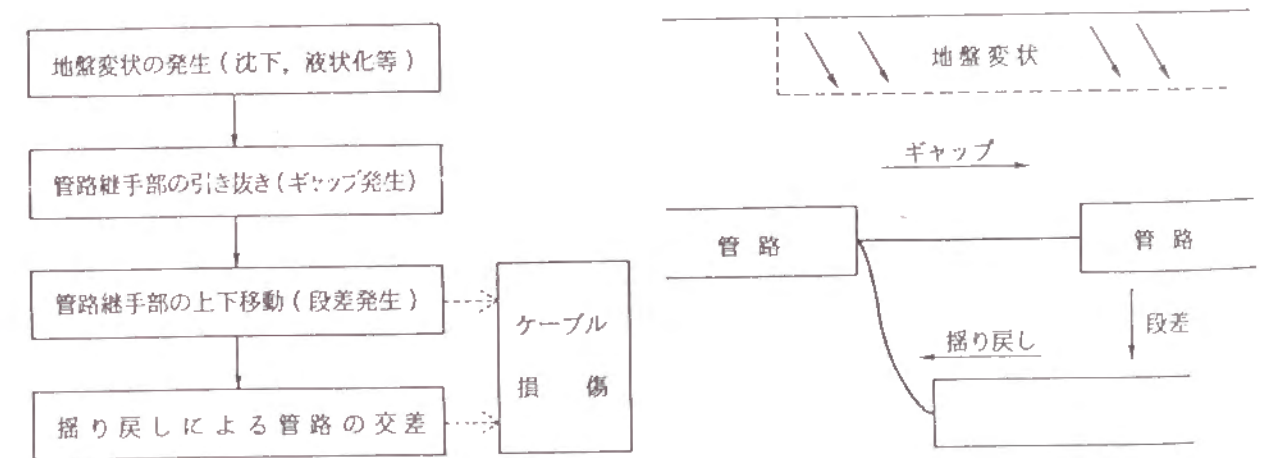 地盤変状の発生(沈下,液状化等)
管路継手部の引き抜き(ギャップ発生)
管路継手部の上下移動(段差発生)
揺り戻しによる管路の交差
ケーブル
損傷
地盤変状
ギャップ
管路
管路
段差
揺り戻し